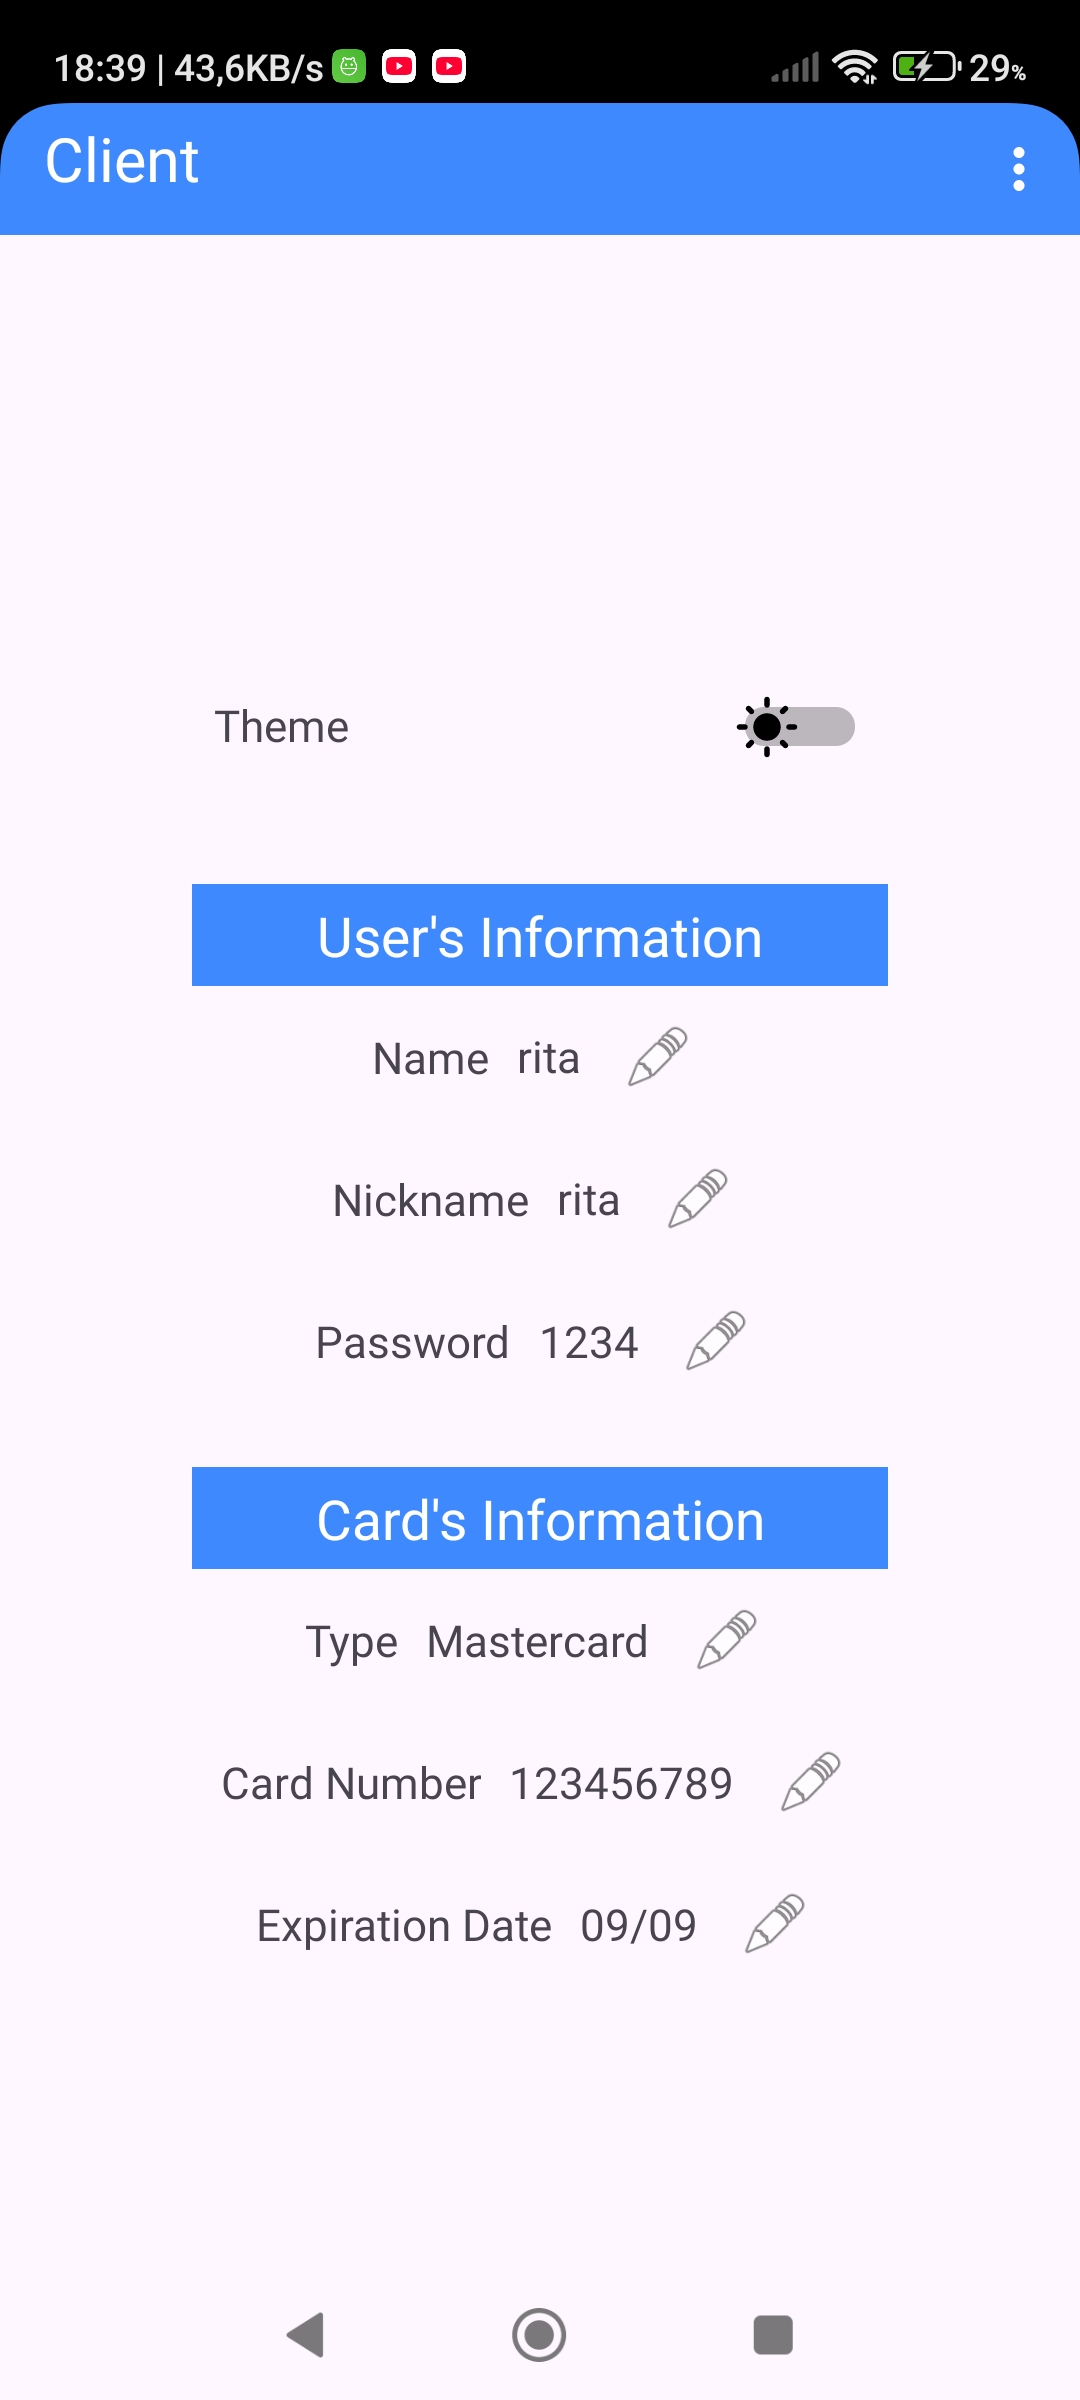 18:39 | 43,6KB/s 29%
Client
Theme
User's Information
Name rita
Nickname rita
Password 1234
Card's Information
Type Mastercard
Card Number 123456789
Expiration Date 09/09